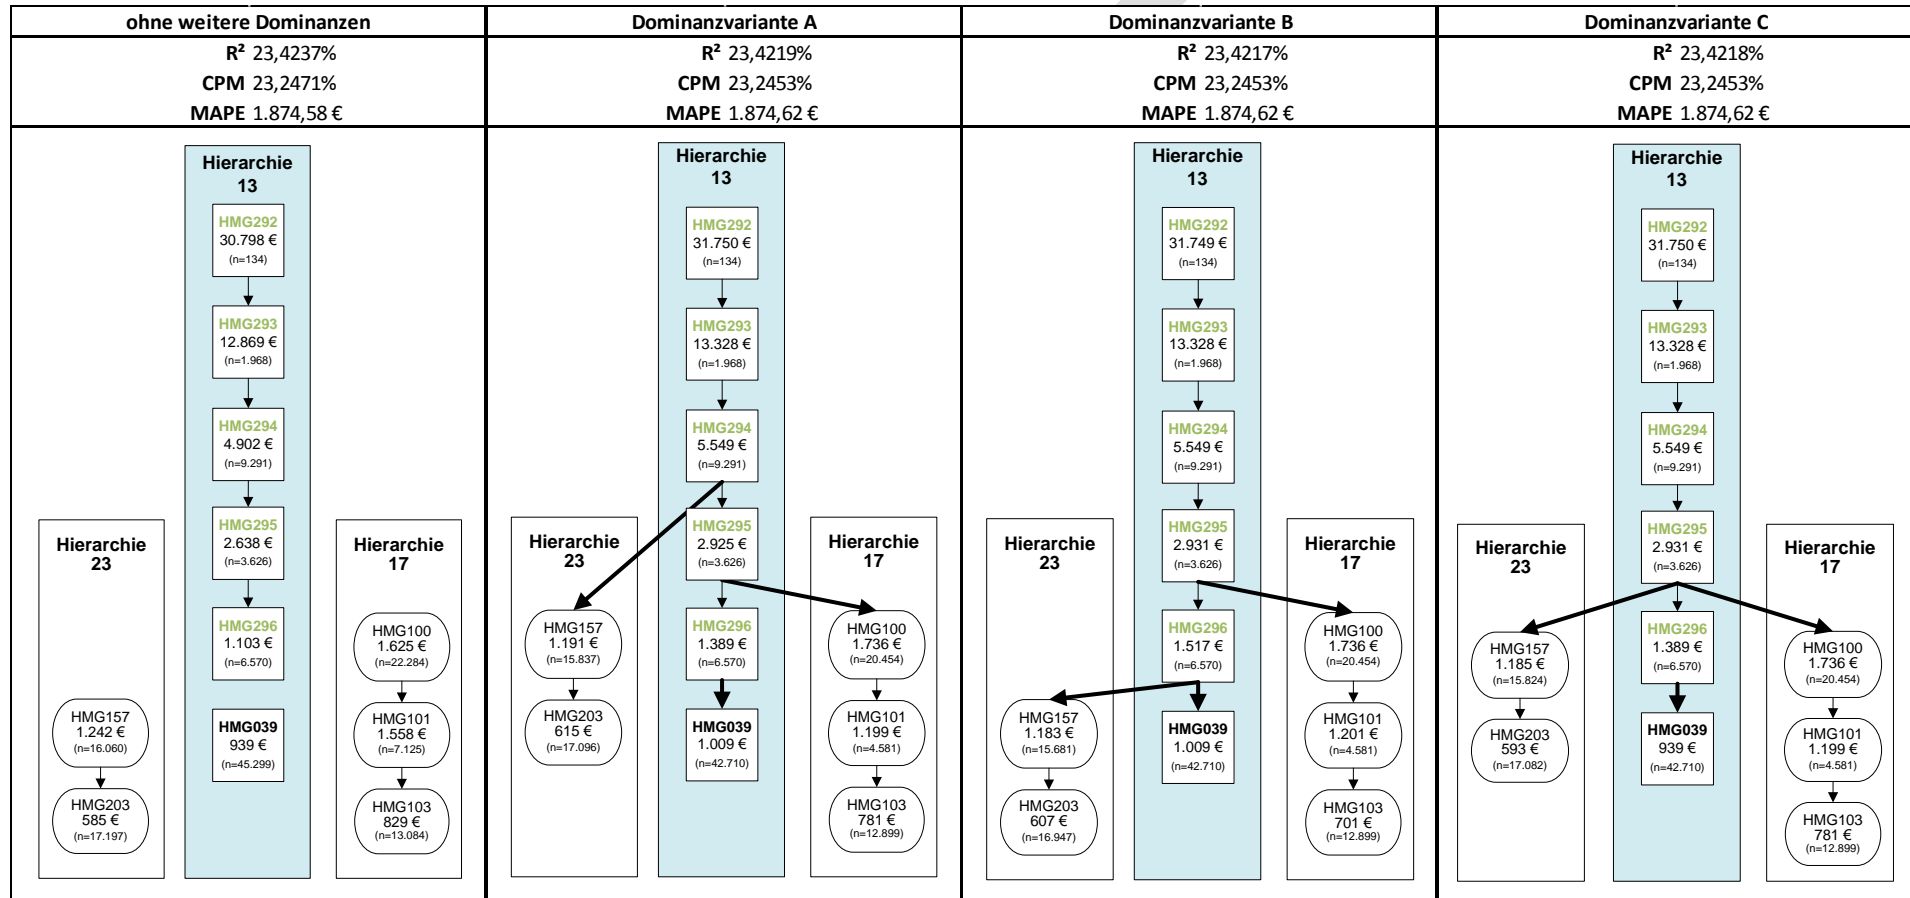 ohne weitere Dominanzen
R² 23,4237%
CPM 23,2471%
MAPE 1.874,58 €
Hierarchie
13
HMG292
30.798 €
(n=134)
HMG293
12.869 €
(n=1.968)
HMG294
4.902 €
(n=9.291)
HMG295
2.638 €
(n=3.626)
HMG296
1.103 €
(n=6.570)
HMG039
939 €
(n=45.299)
Hierarchie
23
HMG157
1.242 €
(n=16.060)
HMG203
585 €
(n=17.197)
Hierarchie
17
HMG100
1.625 €
(n=22.284)
HMG101
1.558 €
(n=7.125)
HMG103
829 €
(n=13.084)
Dominanzvariante A
R² 23,4219%
CPM 23,2453%
MAPE 1.874,62 €
Hierarchie
13
HMG292
31.750 €
(n=134)
HMG293
13.328 €
(n=1.968)
HMG294
5.549 €
(n=9.291)
HMG295
2.925 €
(n=3.626)
HMG296
1.389 €
(n=6.570)
HMG039
1.009 €
(n=42.710)
Hierarchie
23
HMG157
1.191 €
(n=15.837)
HMG203
615 €
(n=17.096)
Hierarchie
17
HMG100
1.736 €
(n=20.454)
HMG101
1.199 €
(n=4.581)
HMG103
781 €
(n=12.899)
Dominanzvariante B
R² 23,4217%
CPM 23,2453%
MAPE 1.874,62 €
Hierarchie
13
HMG292
31.749 €
(n=134)
HMG293
13.328 €
(n=1.968)
HMG294
5.549 €
(n=9.291)
HMG295
2.931 €
(n=3.626)
HMG296
1.517 €
(n=6.570)
HMG039
1.009 €
(n=42.710)
Hierarchie
23
HMG157
1.183 €
(n=15.681)
HMG203
607 €
(n=16.947)
Hierarchie
17
HMG100
1.736 €
(n=20.454)
HMG101
1.201 €
(n=4.581)
HMG103
701 €
(n=12.899)
Dominanzvariante C
R² 23,4218%
CPM 23,2453%
MAPE 1.874,62 €
Hierarchie
13
HMG292
31.750 €
(n=134)
HMG293
13.328 €
(n=1.968)
HMG294
5.549 €
(n=9.291)
HMG295
2.931 €
(n=3.626)
HMG296
1.389 €
(n=6.570)
HMG039
939 €
(n=42.710)
Hierarchie
23
HMG157
1.185 €
(n=15.824)
HMG203
593 €
(n=17.082)
Hierarchie
17
HMG100
1.736 €
(n=20.454)
HMG101
1.199 €
(n=4.581)
HMG103
781 €
(n=12.899)